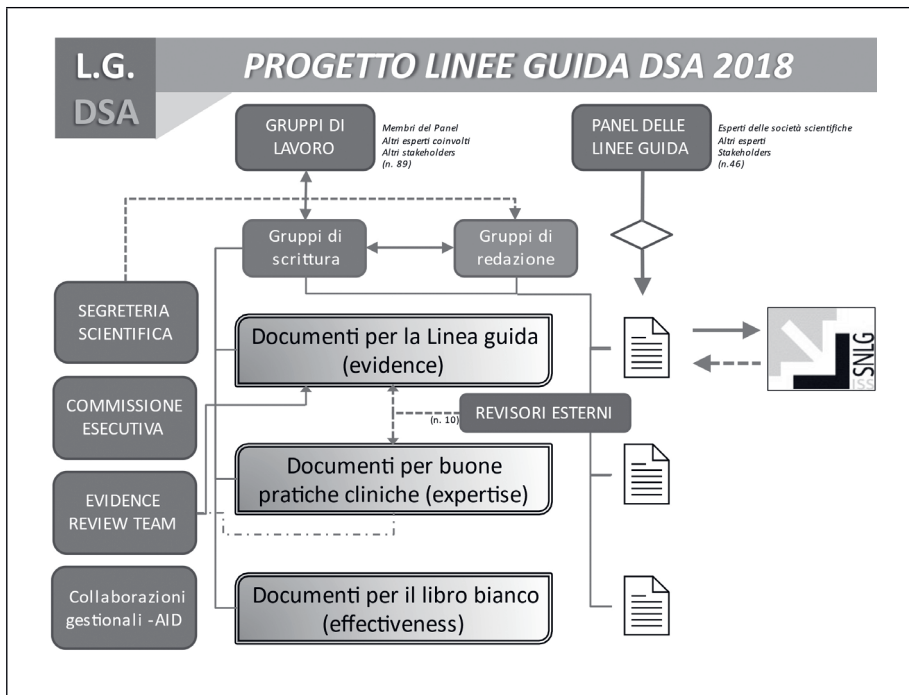 L.G.
DSA
PROGETTO LINEE GUIDA DSA 2018
GRUPPI DI
LAVORO
Membri del Panel
Altri esperti coinvolti
Altri stakeholders
(n. 89)
PANEL DELLE
LINEE GUIDA
Esperti delle società scientifiche
Altri esperti
Stakeholders
(n.46)
Gruppi di
scrittura
Gruppi di
redazione
SEGRETERIA
SCIENTIFICA
Documenti per la Linea guida
(evidence)
SNLG
ISS
COMMISSIONE
ESECUTIVA
(n. 10)
REVISORI ESTERNI
Documenti per buone
pratiche cliniche (expertise)
EVIDENCE
REVIEW TEAM
Collaborazioni
gestionali -AID
Documenti per il libro bianco
(effectiveness)